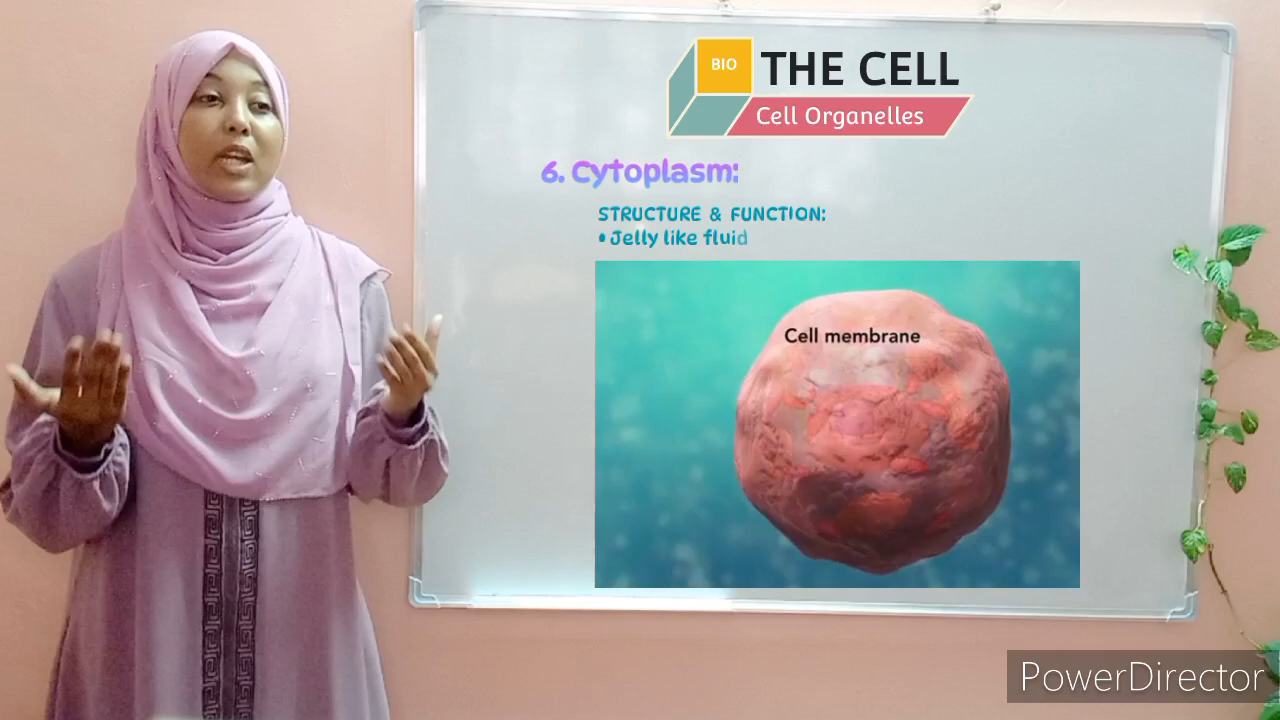 BIO
THE CELL
Cell Organelles
6. Cytoplasm:
STRUCTURE & FUNCTION:
• Jelly like fluid
Cell membrane
PowerDirector